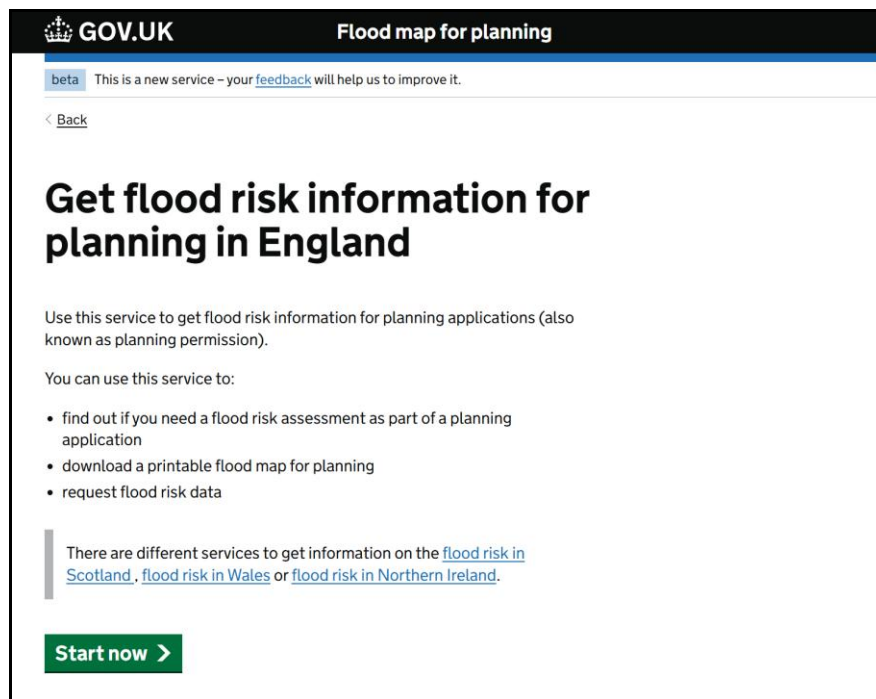 GOV.UK Flood map for planning
beta This is a new service – your feedback will help us to improve it.
Back
Get flood risk information for
planning in England
Use this service to get flood risk information for planning applications (also
known as planning permission).
You can use this service to:
• find out if you need a flood risk assessment as part of a planning
application
• download a printable flood map for planning
• request flood risk data
There are different services to get information on the flood risk in
Scotland , flood risk in Wales or flood risk in Northern Ireland.
Start now